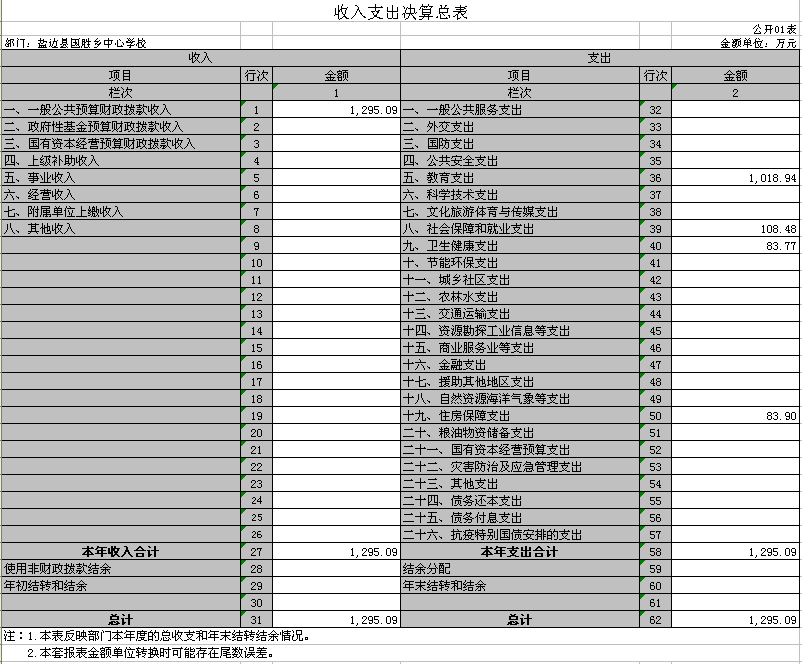 收入支出决算总表
公开01表
部门：盐边县国胜乡中心学校 金额单位：万元
收入 支出
项目 行次 金额 项目 行次 金额
栏次 1 栏次 2
一、一般公共预算财政拨款收入 1 1,295.09 一、一般公共服务支出 32
二、政府性基金预算财政拨款收入 2 二、外交支出 33
三、国有资本经营预算财政拨款收入 3 三、国防支出 34
四、上级补助收入 4 四、公共安全支出 35
五、事业收入 5 五、教育支出 36 1,018.94
六、经营收入 6 六、科学技术支出 37
七、附属单位上缴收入 7 七、文化旅游体育与传媒支出 38
八、其他收入 8 八、社会保障和就业支出 39 108.48
9 九、卫生健康支出 40 83.77
10 十、节能环保支出 41
11 十一、城乡社区支出 42
12 十二、农林水支出 43
13 十三、交通运输支出 44
14 十四、资源勘探工业信息等支出 45
15 十五、商业服务业等支出 46
16 十六、金融支出 47
17 十七、援助其他地区支出 48
18 十八、自然资源海洋气象等支出 49
19 十九、住房保障支出 50 83.90
20 二十、粮油物资储备支出 51
21 二十一、国有资本经营预算支出 52
22 二十二、灾害防治及应急管理支出 53
23 二十三、其他支出 54
24 二十四、债务还本支出 55
25 二十五、债务付息支出 56
26 二十六、抗疫特别国债安排的支出 57
本年收入合计 27 1,295.09 本年支出合计 58 1,295.09
使用非财政拨款结余 28 结余分配 59
年初结转和结余 29 年末结转和结余 60
30 61
总计 31 1,295.09 总计 62 1,295.09
注：1.本表反映部门本年度的总收支和年末结转结余情况。
2.本套报表金额单位转换时可能存在尾数误差。